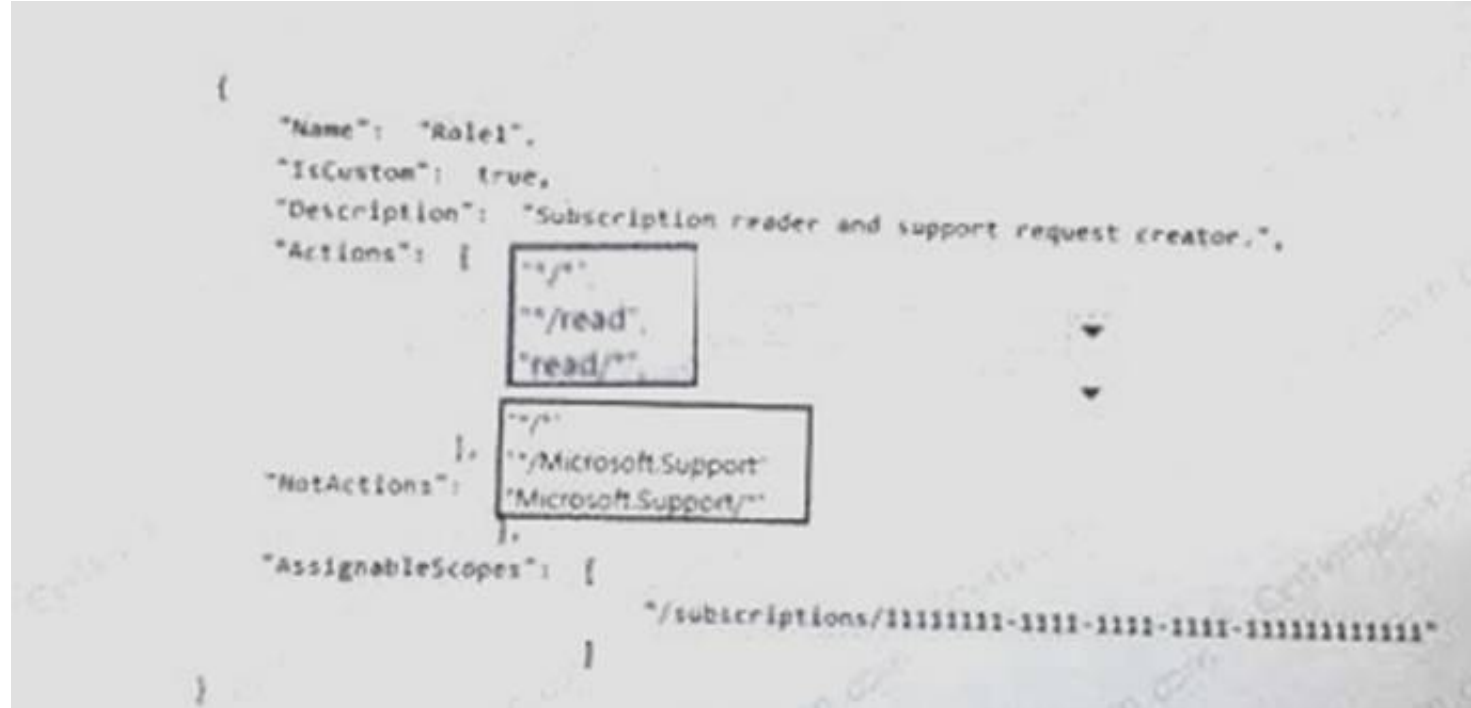 {
"Name": "Role1",
"IsCustom": true,
"Description": "Subscription reader and support request creator.",
"Actions": [
"*/*",
"*/read",
"read/*",
"*/*"
],
"*/Microsoft.Support"
"NotActions":
"Microsoft.Support/*"
],
"AssignableScopes": [
"/subscriptions/11111111-1111-1111-1111-111111111111"
]
}